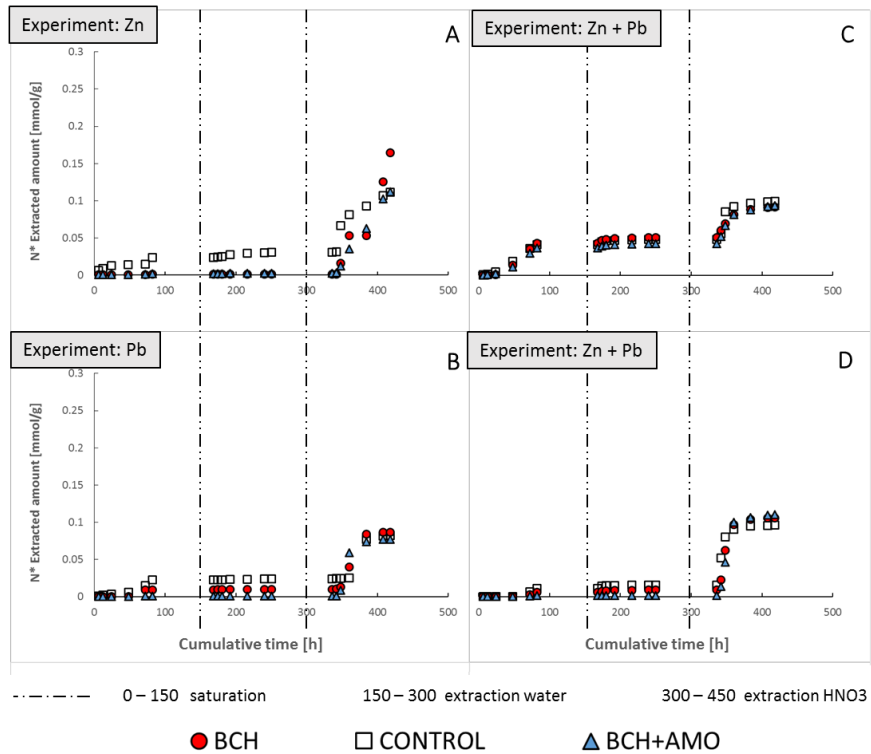 Experiment: Zn
A
N* Extracted amount [mmol/g]
0.3
0.25
0.2
0.15
0.1
0.05
0
0 100 200 300 400 500
Experiment: Zn + Pb
C
0.3
0.25
0.2
0.15
0.1
0.05
0
0 100 200 300 400 500
Experiment: Pb
B
N* Extracted amount [mmol/g]
0.3
0.25
0.2
0.15
0.1
0.05
0
0 100 200 300 400 500
Cumulative time [h]
Experiment: Zn + Pb
D
0.3
0.25
0.2
0.15
0.1
0.05
0
0 100 200 300 400 500
Cumulative time [h]
0 – 150 saturation 150 – 300 extraction water 300 – 450 extraction HNO3
BCH CONTROL BCH+AMO